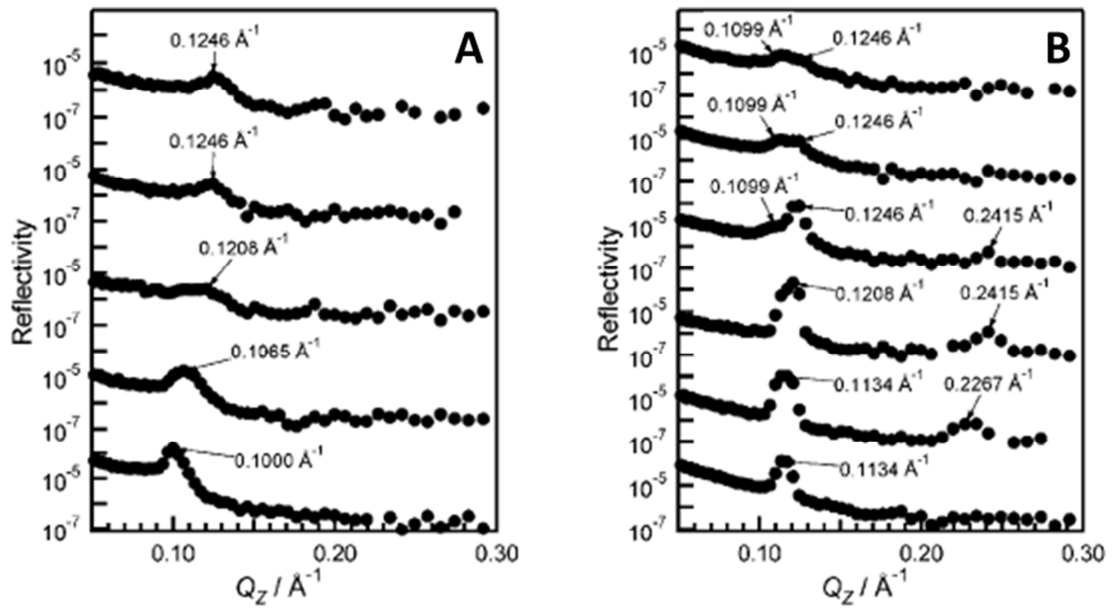 A
0.1246 Å⁻¹
0.1246 Å⁻¹
0.1208 Å⁻¹
0.1065 Å⁻¹
0.1000 Å⁻¹
Reflectivity
10⁻⁵
10⁻⁷
10⁻⁵
10⁻⁷
10⁻⁵
10⁻⁷
10⁻⁵
10⁻⁷
10⁻⁵
10⁻⁷
0.10 0.20 0.30
Q_Z / Å⁻¹
B
0.1099 Å⁻¹ 0.1246 Å⁻¹
0.1099 Å⁻¹ 0.1246 Å⁻¹
0.1099 Å⁻¹ 0.1246 Å⁻¹ 0.2415 Å⁻¹
0.1208 Å⁻¹ 0.2415 Å⁻¹
0.1134 Å⁻¹ 0.2267 Å⁻¹
0.1134 Å⁻¹
Reflectivity
10⁻⁵
10⁻⁷
10⁻⁵
10⁻⁷
10⁻⁵
10⁻⁷
10⁻⁵
10⁻⁷
10⁻⁵
10⁻⁷
10⁻⁵
10⁻⁷
0.10 0.20 0.30
Q_Z / Å⁻¹